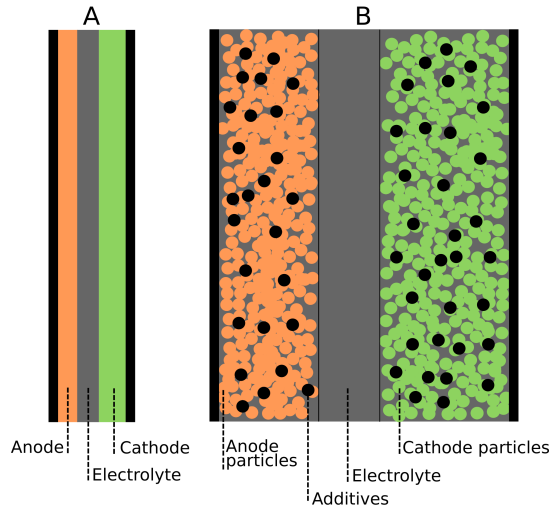 A
B
Anode
Cathode
Electrolyte
Anode
particles
Cathode particles
Electrolyte
Additives